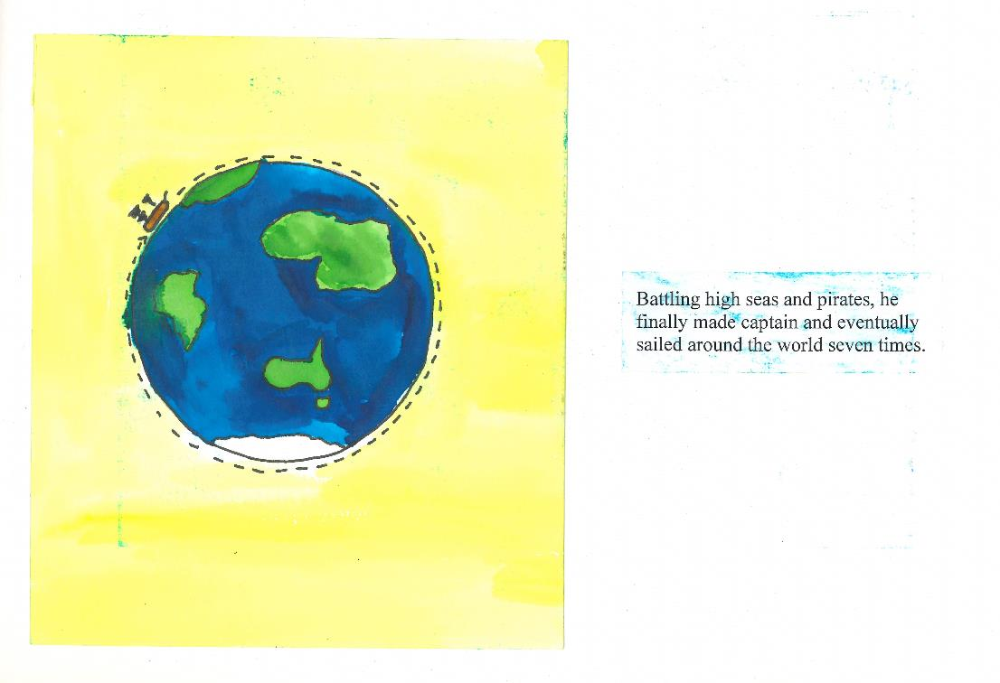 Battling high seas and pirates, he
finally made captain and eventually
sailed around the world seven times.